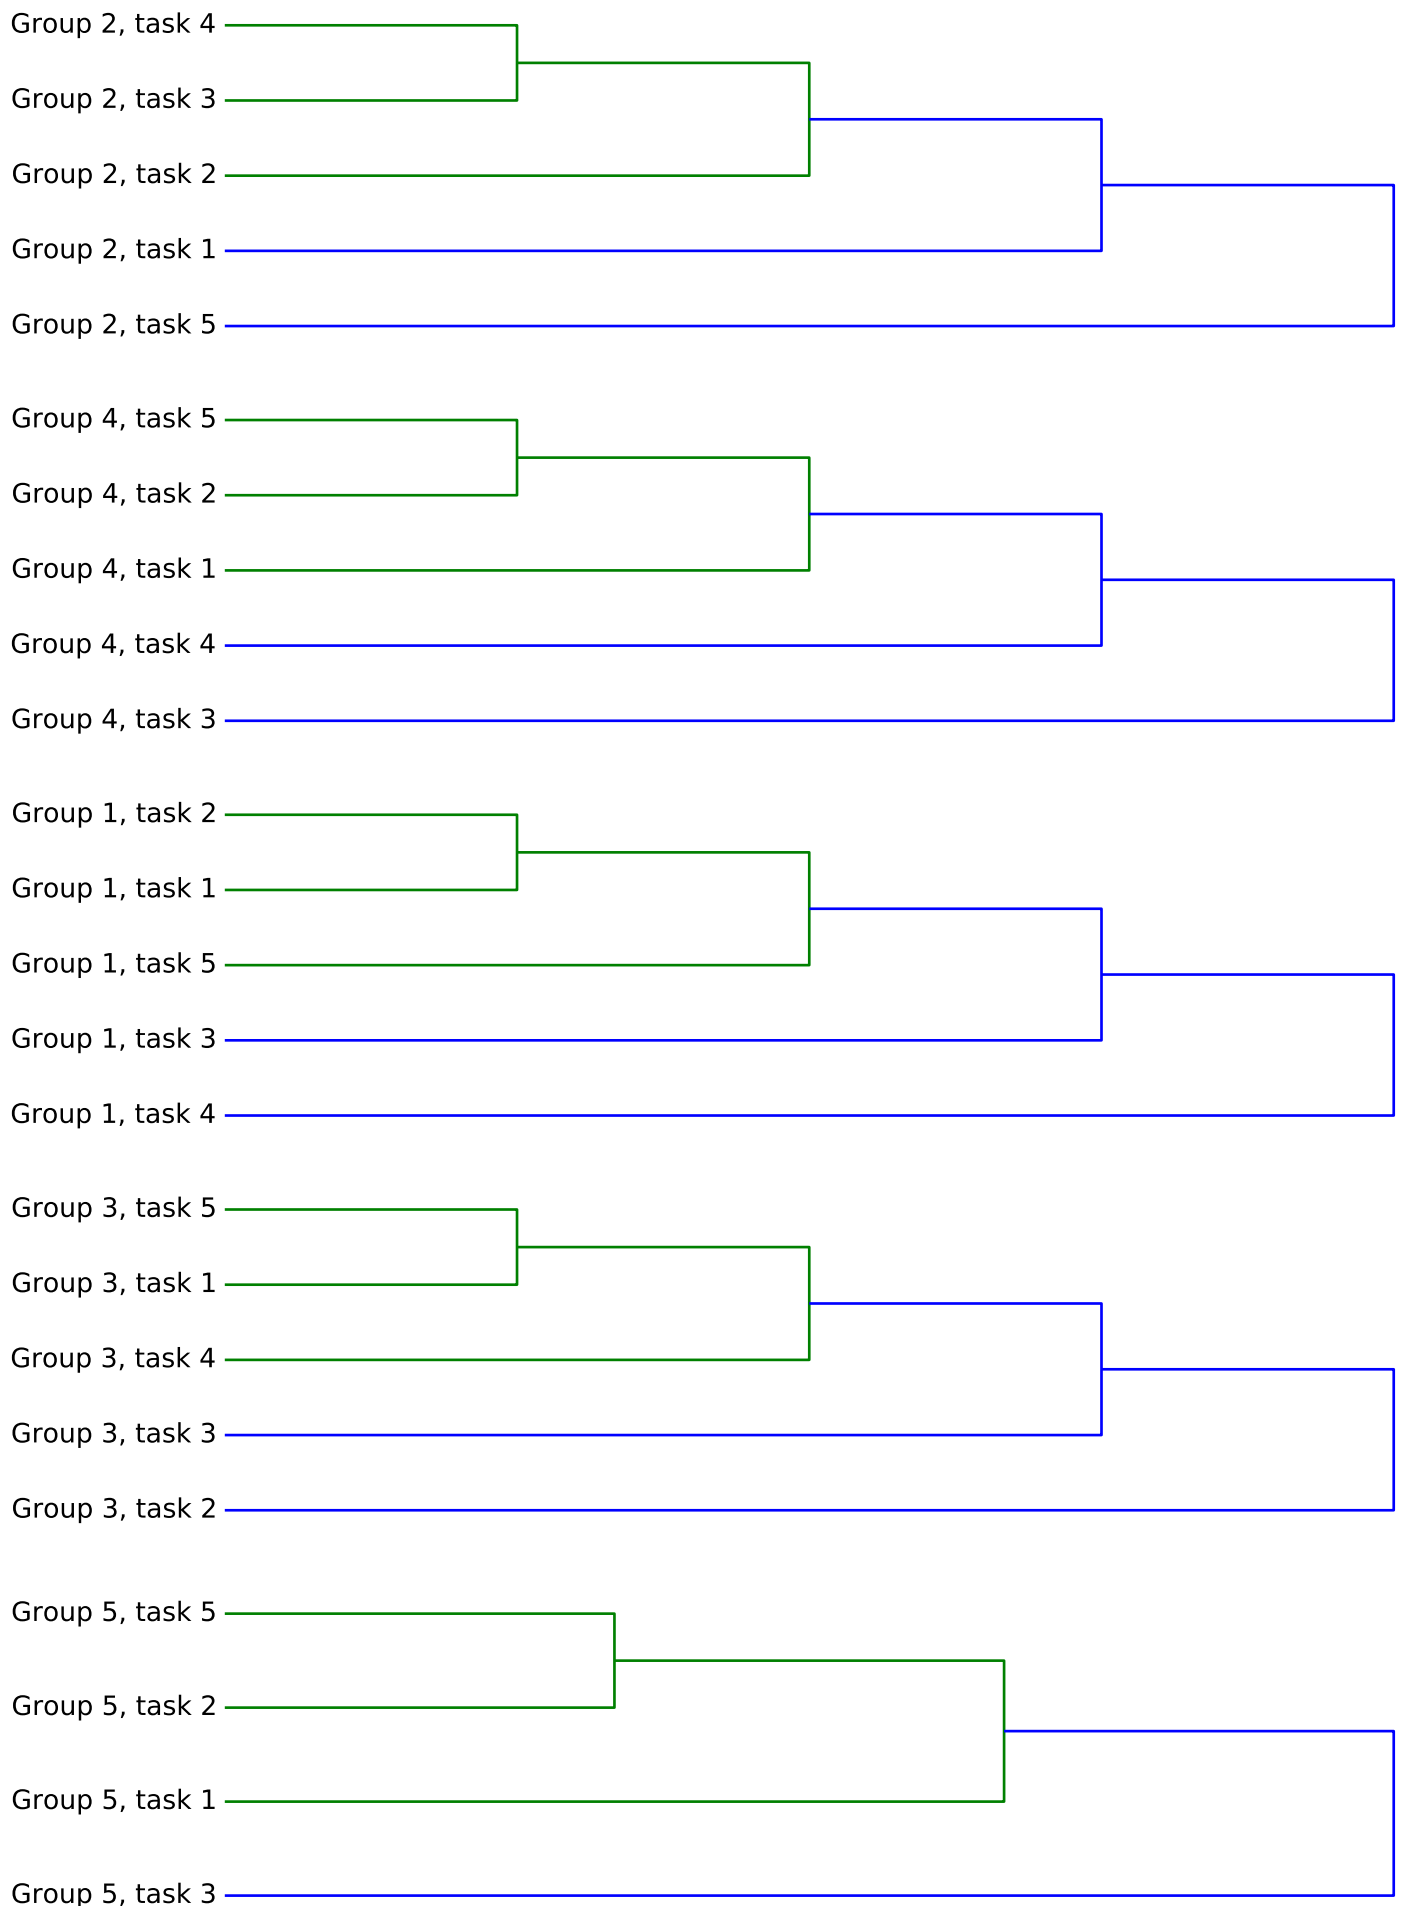 Group 2, task 4
Group 2, task 3
Group 2, task 2
Group 2, task 1
Group 2, task 5
Group 4, task 5
Group 4, task 2
Group 4, task 1
Group 4, task 4
Group 4, task 3
Group 1, task 2
Group 1, task 1
Group 1, task 5
Group 1, task 3
Group 1, task 4
Group 3, task 5
Group 3, task 1
Group 3, task 4
Group 3, task 3
Group 3, task 2
Group 5, task 5
Group 5, task 2
Group 5, task 1
Group 5, task 3